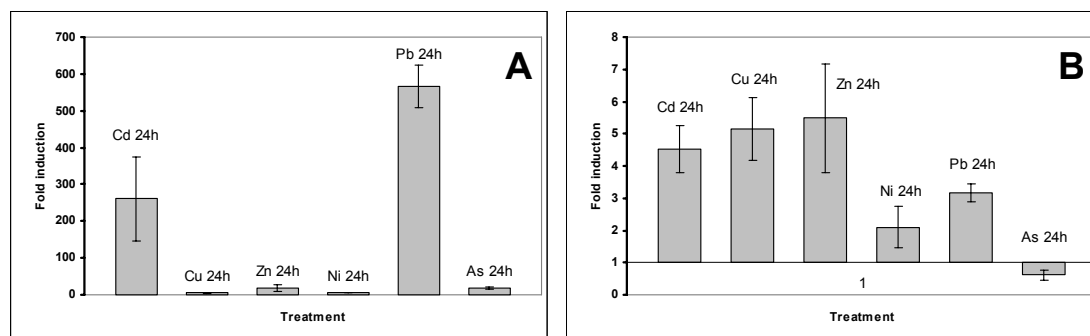 A
Fold induction
700
600
500
400
300
200
100
0
Cd 24h
Cu 24h
Zn 24h
Ni 24h
Pb 24h
As 24h
Treatment
B
Fold induction
8
7
6
5
4
3
2
1
0
Cd 24h
Cu 24h
Zn 24h
Ni 24h
Pb 24h
As 24h
1
Treatment